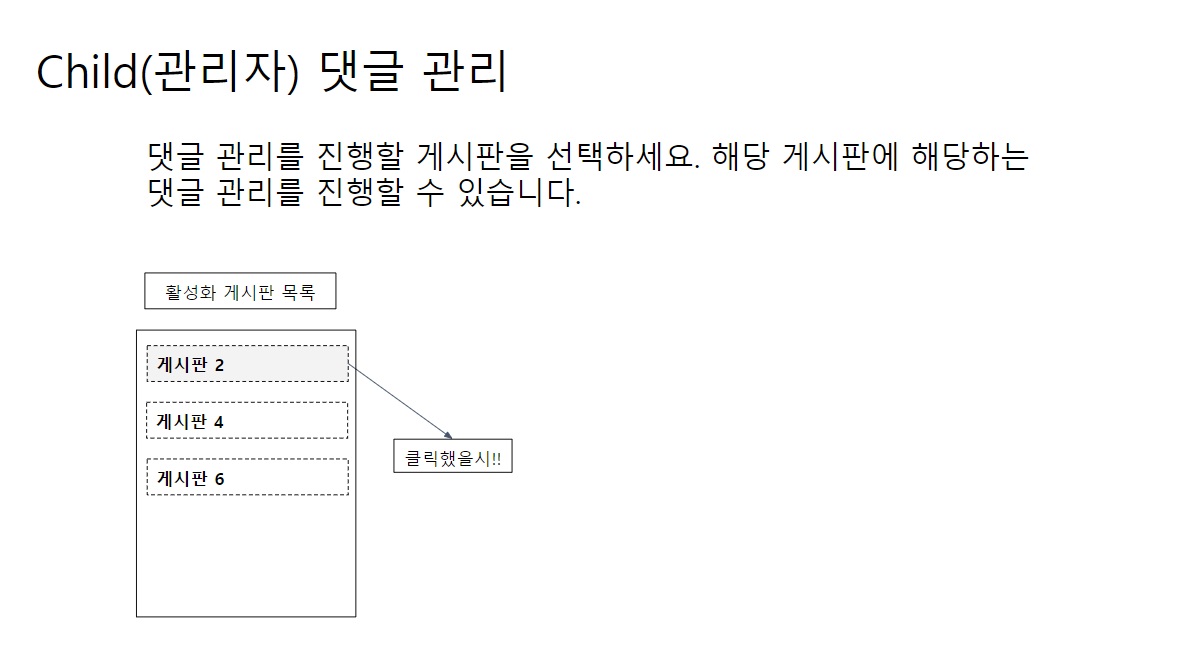 Child(관리자) 댓글 관리
댓글 관리를 진행할 게시판을 선택하세요. 해당 게시판에 해당하는
댓글 관리를 진행할 수 있습니다.
활성화 게시판 목록
게시판 2
게시판 4
클릭했을시!!
게시판 6